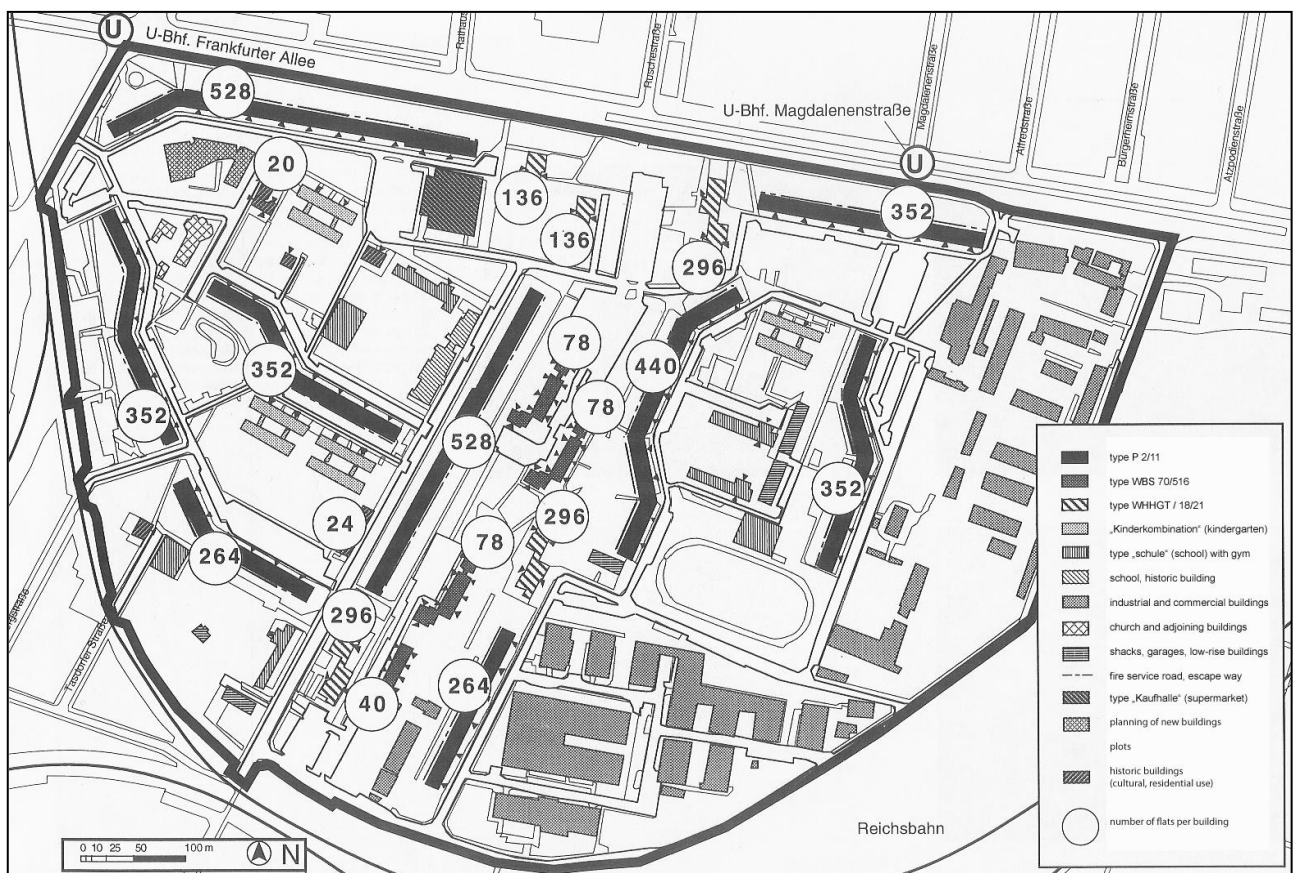 U
U-Bhf. Frankfurter Allee
Ruschestraße
Magdalenenstraße
U-Bhf. Magdalenenstraße
U
Alfredstraße
Bürgerheimstraße
Atzpodienstraße
528
20
136
136
296
352
352
352
528
78
78
440
352
24
264
296
78
296
40
264
Tasdorfer Straße
type P 2/11
type WBS 70/516
type WHHGT / 18/21
„Kinderkombination“ (kindergarten)
type „schule“ (school) with gym
school, historic building
industrial and commercial buildings
church and adjoining buildings
shacks, garages, low-rise buildings
fire service road, escape way
type „Kaufhalle“ (supermarket)
planning of new buildings
plots
historic buildings
(cultural, residential use)
number of flats per building
Reichsbahn
0 10 25 50 100 m
N